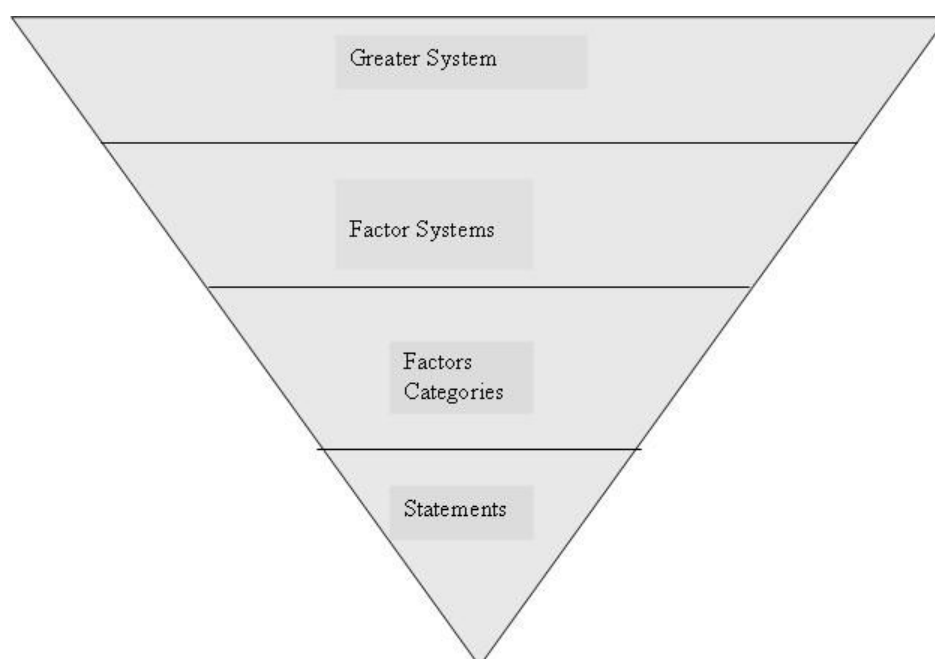 Greater System
Factor Systems
Factors
Categories
Statements